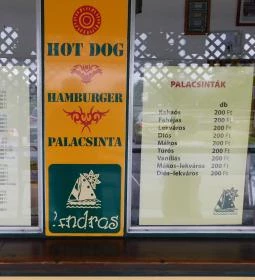 HOT DOG
HAMBURGER
PALACSINTA
Andros
PALACSINTÁK
db
Kakaós 200 Ft
Fahéjas 200 Ft
Lekváros 200 Ft
Diós 200 Ft
Mákos 200 Ft
Túrós 200 Ft
Vaníliás 200 Ft
Mákos-lekváros 200 Ft
Diós-lekváros 200 Ft